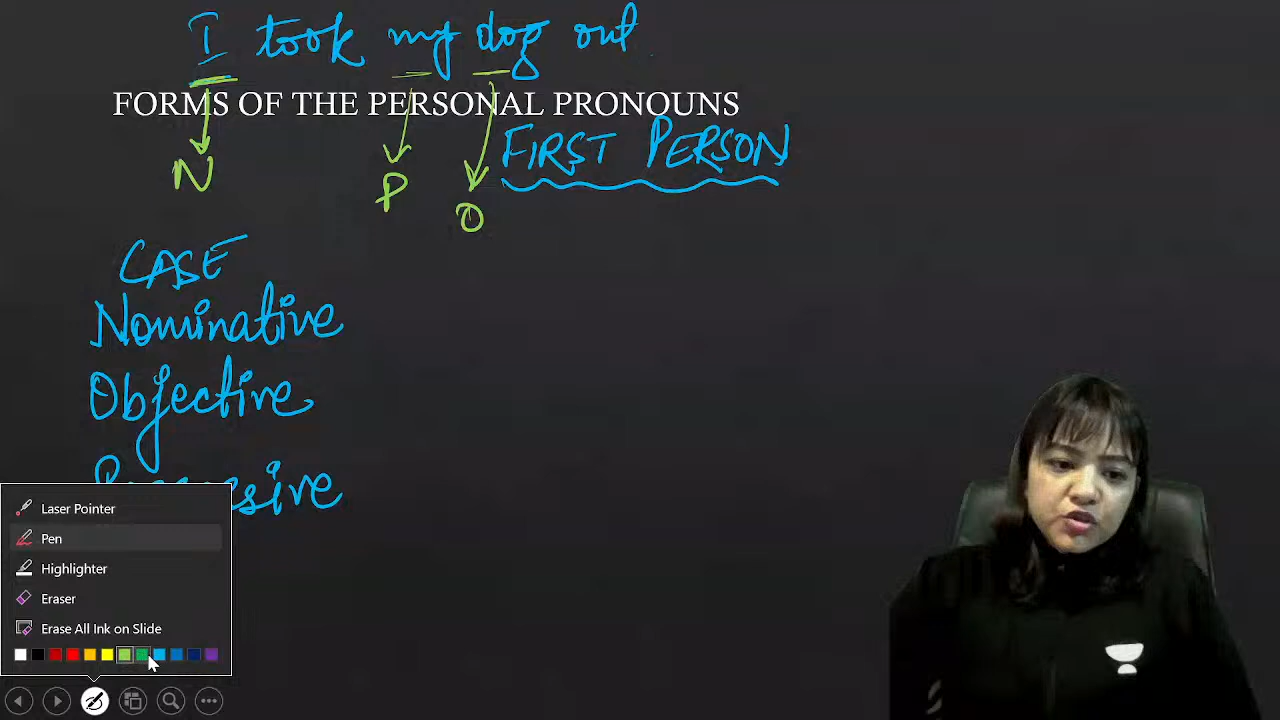 I took my dog out
FORMS OF THE PERSONAL PRONOUNS
FIRST PERSON
N
P
O
CASE
Nominative
Objective
Possessive
Laser Pointer
Pen
Highlighter
Eraser
Erase All Ink on Slide